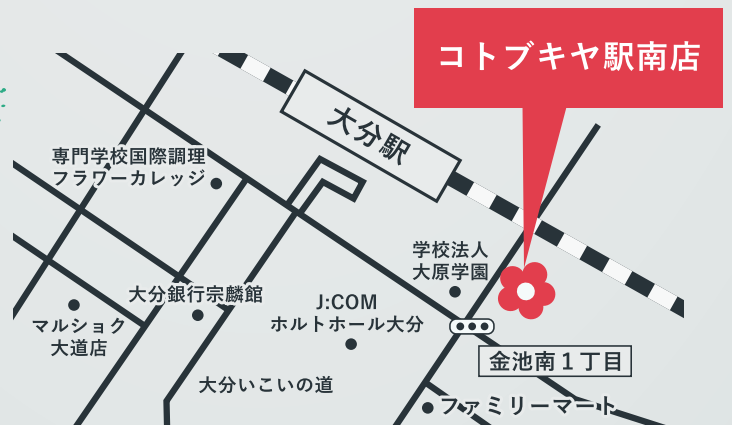 コトブキヤ駅南店
大分駅
専門学校国際調理
フラワーカレッジ
学校法人
大原学園
大分銀行宗麟館
J:COM
ホルトホール大分
マルショク
大道店
金池南1丁目
大分いこいの道
ファミリーマート